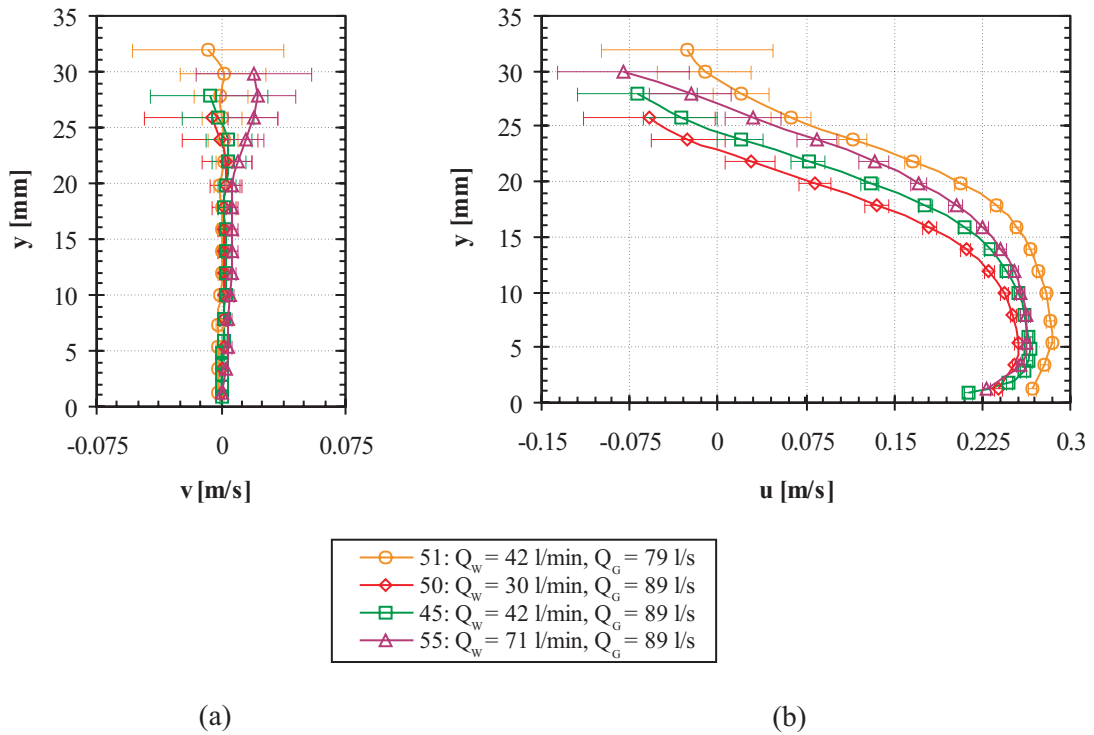 35
30
25
20
15
10
5
0
y [mm]
-0.075
0
0.075
v [m/s]
35
30
25
20
15
10
5
0
y [mm]
-0.15
-0.075
0
0.075
0.15
0.225
0.3
u [m/s]
51: Q_W = 42 l/min, Q_G = 79 l/s
50: Q_W = 30 l/min, Q_G = 89 l/s
45: Q_W = 42 l/min, Q_G = 89 l/s
55: Q_W = 71 l/min, Q_G = 89 l/s
(a)
(b)